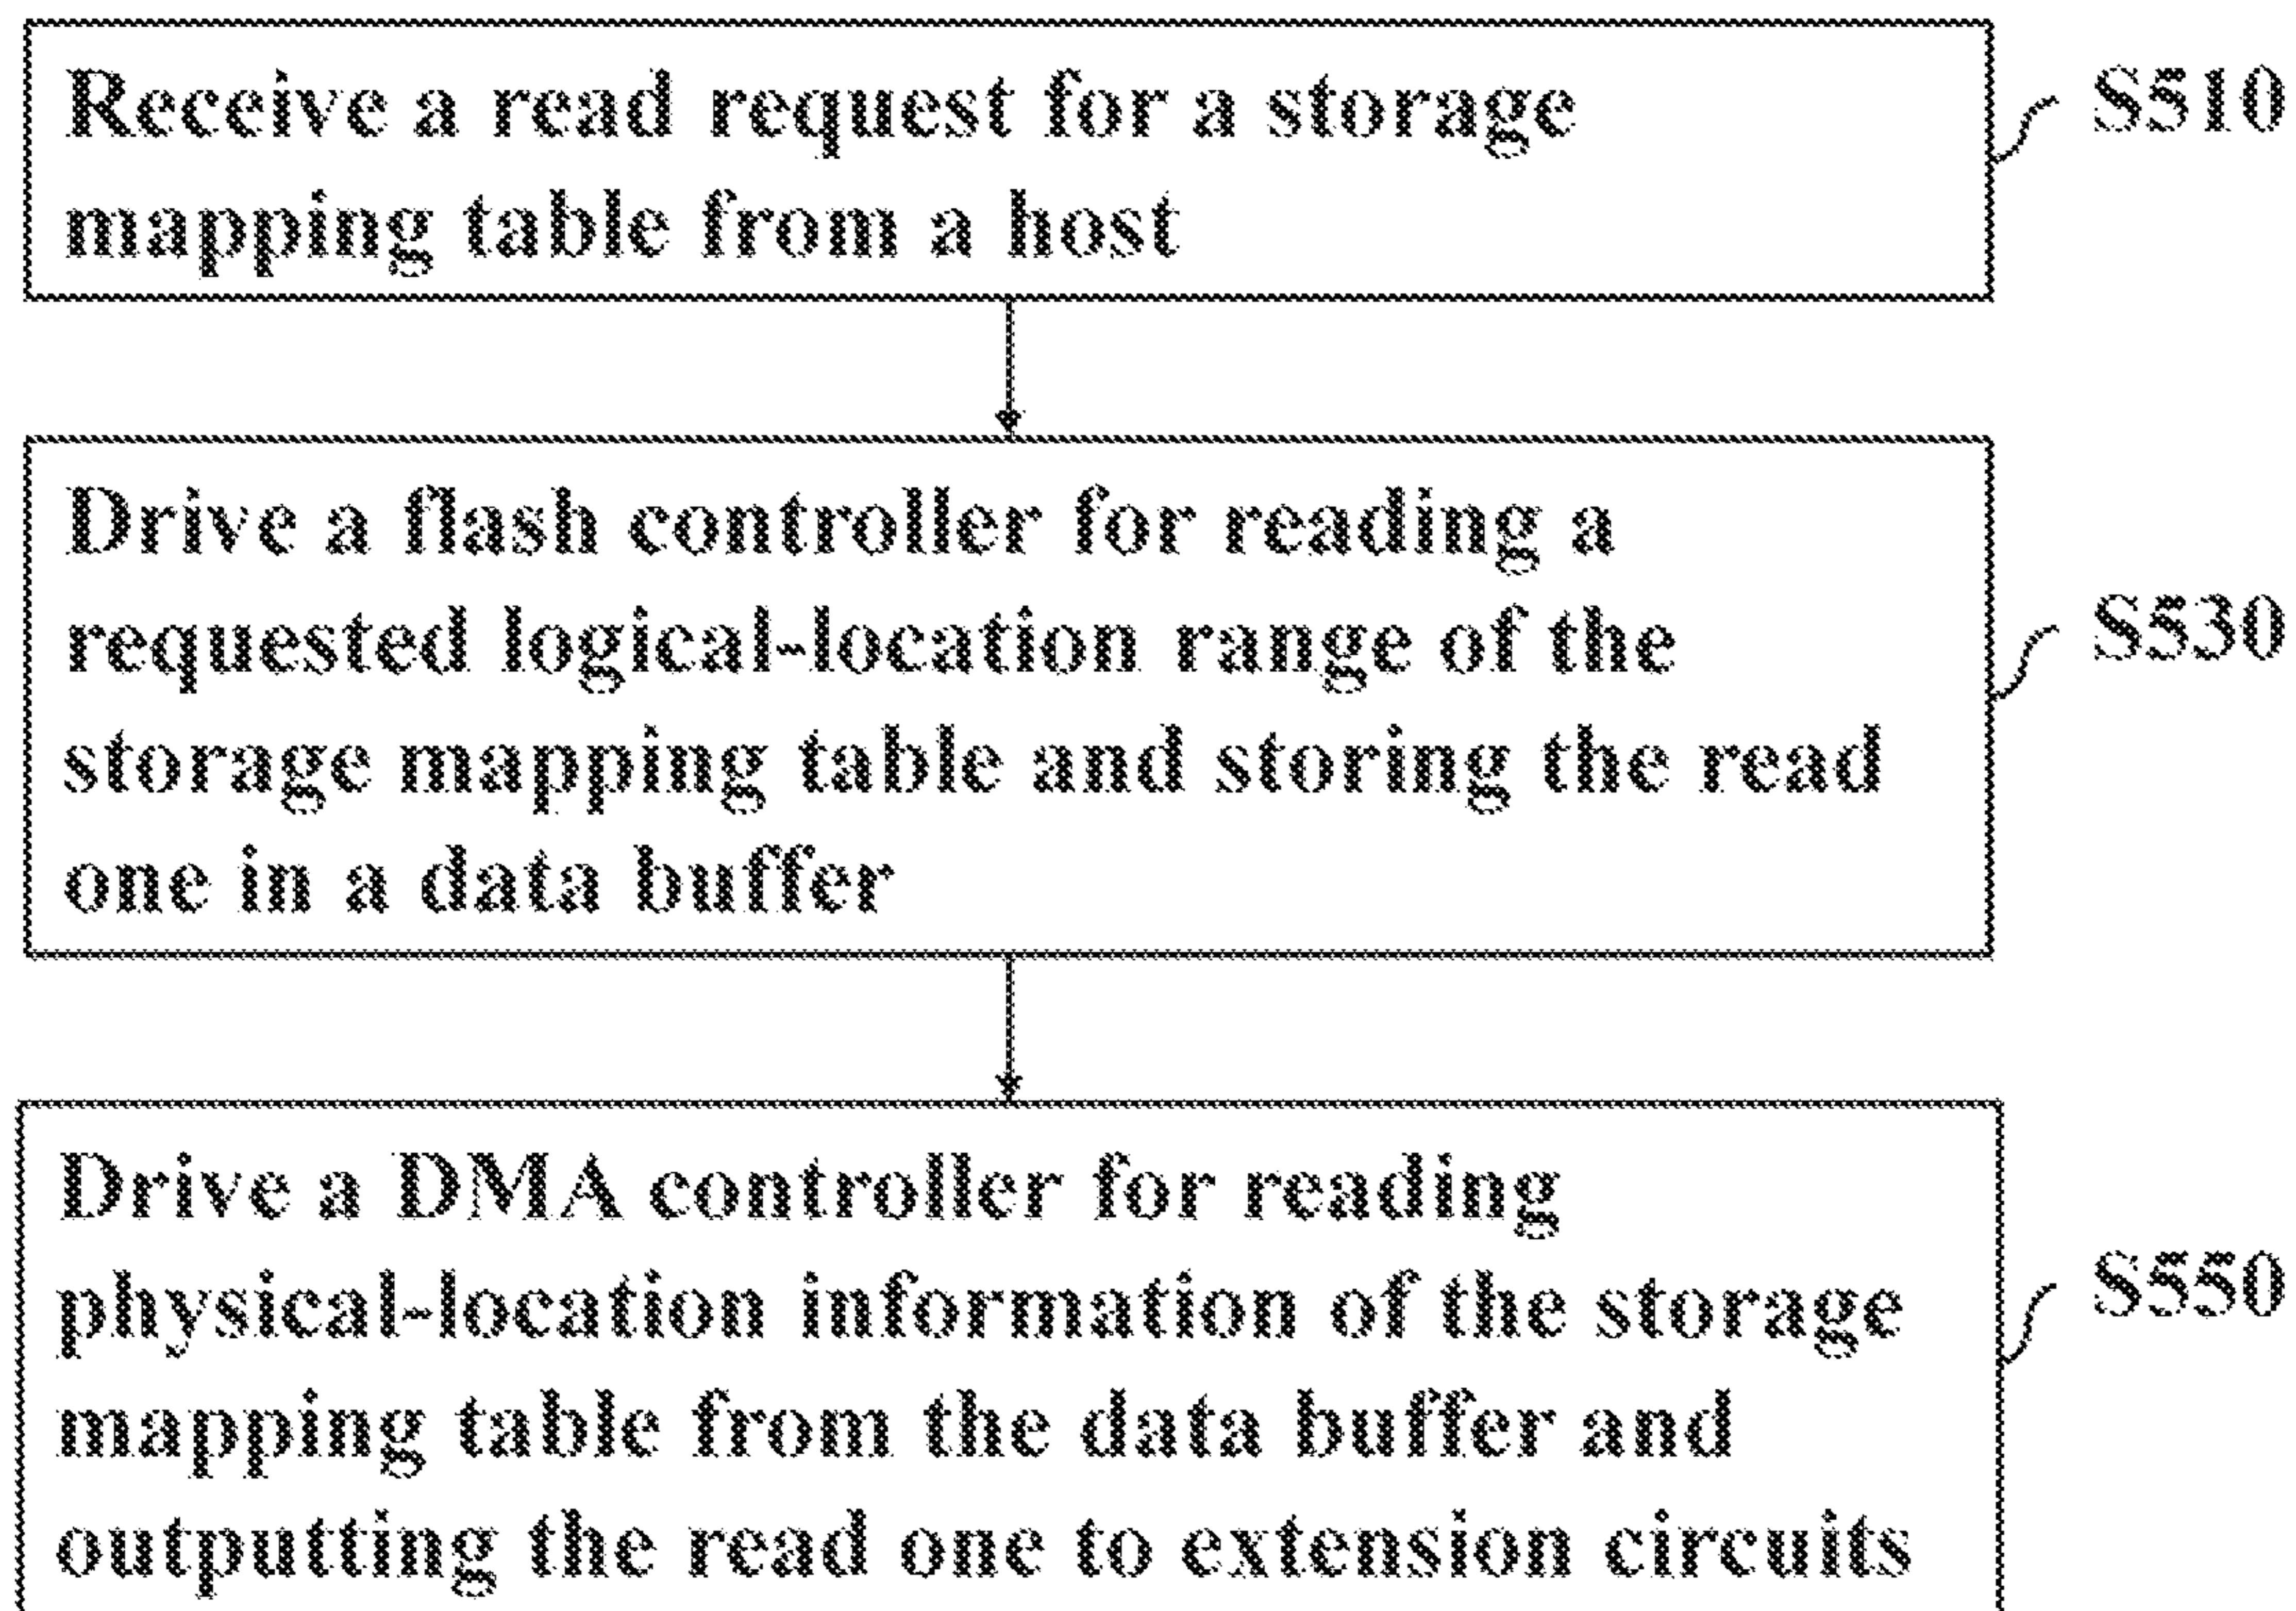 Receive a read request for a storage
mapping table from a host
S510
Drive a flash controller for reading a
requested logical-location range of the
storage mapping table and storing the read
one in a data buffer
S530
Drive a DMA controller for reading
physical-location information of the storage
mapping table from the data buffer and
outputting the read one to extension circuits
S550